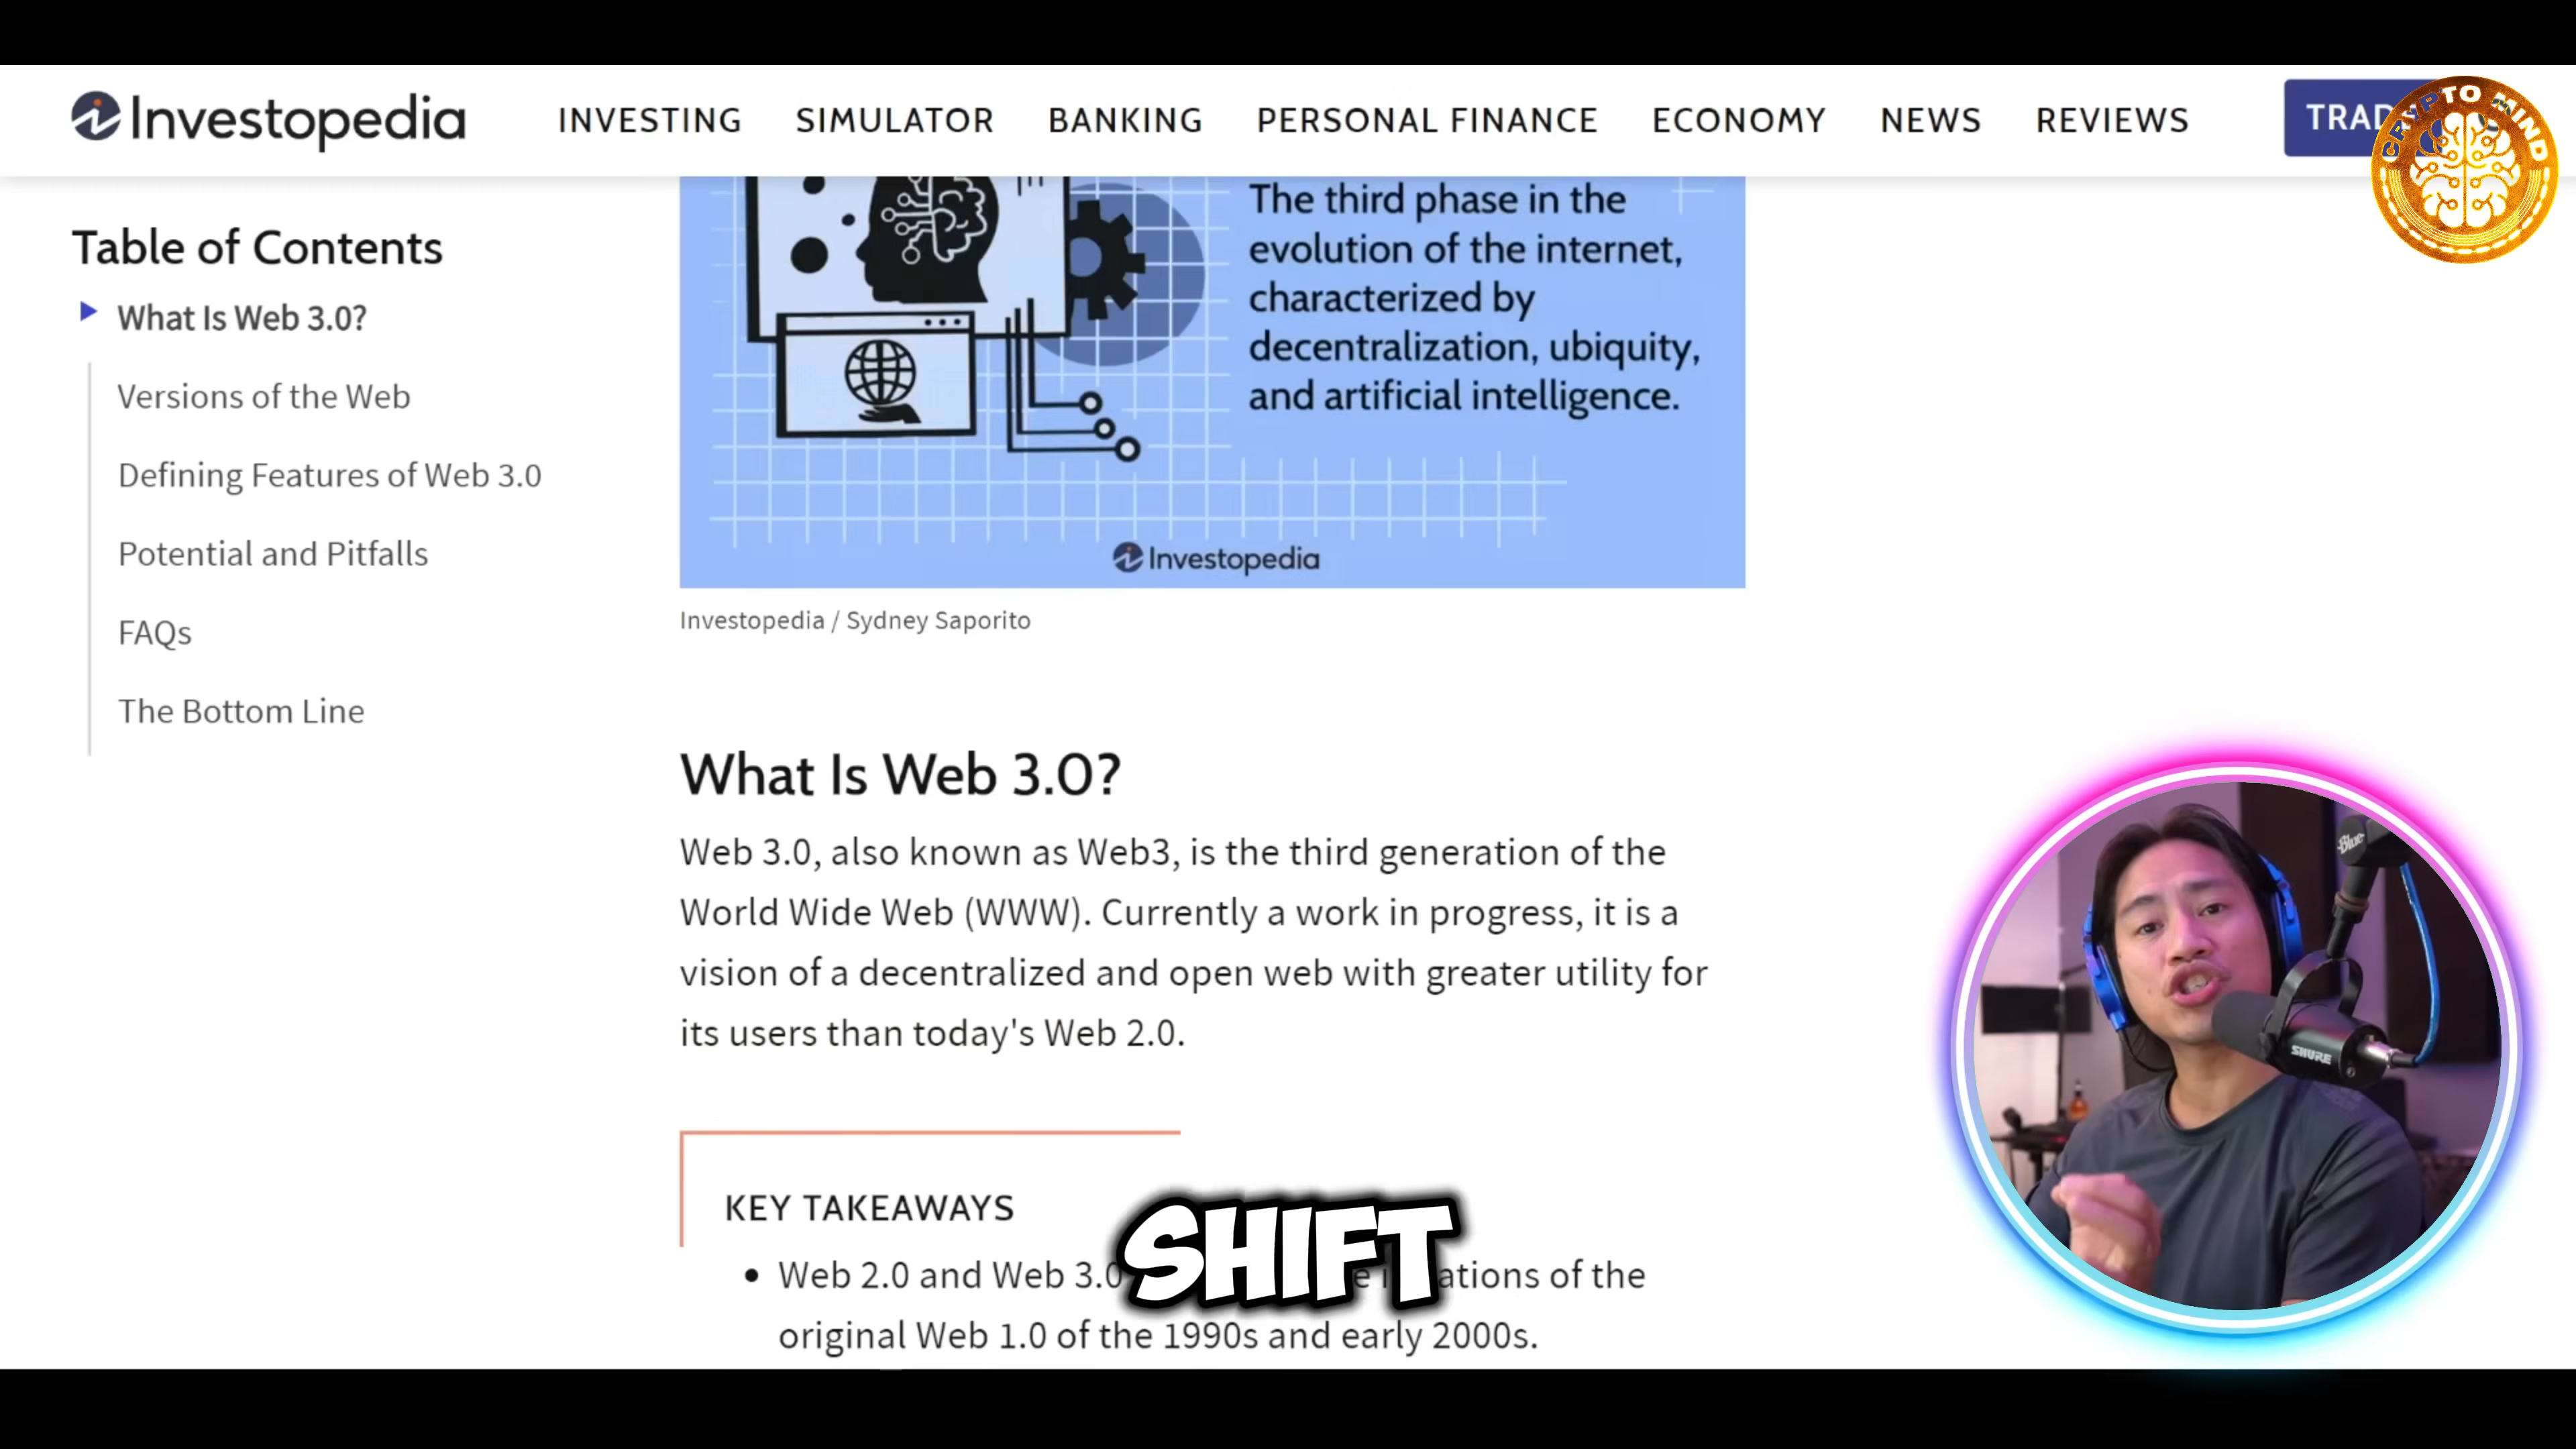 Investopedia
INVESTING
SIMULATOR
BANKING
PERSONAL FINANCE
ECONOMY
NEWS
REVIEWS
CRYPTO MIND
Table of Contents
What Is Web 3.0?
Versions of the Web
Defining Features of Web 3.0
Potential and Pitfalls
FAQs
The Bottom Line
The third phase in the
evolution of the internet,
characterized by
decentralization, ubiquity,
and artificial intelligence.
Investopedia
Investopedia / Sydney Saporito
What Is Web 3.0?
Web 3.0, also known as Web3, is the third generation of the
World Wide Web (WWW). Currently a work in progress, it is a
vision of a decentralized and open web with greater utility for
its users than today's Web 2.0.
KEY TAKEAWAYS
Web 2.0 and Web 3.0 of the
original Web 1.0 of the 1990s and early 2000s.
SHIFT
Blue
SHURE